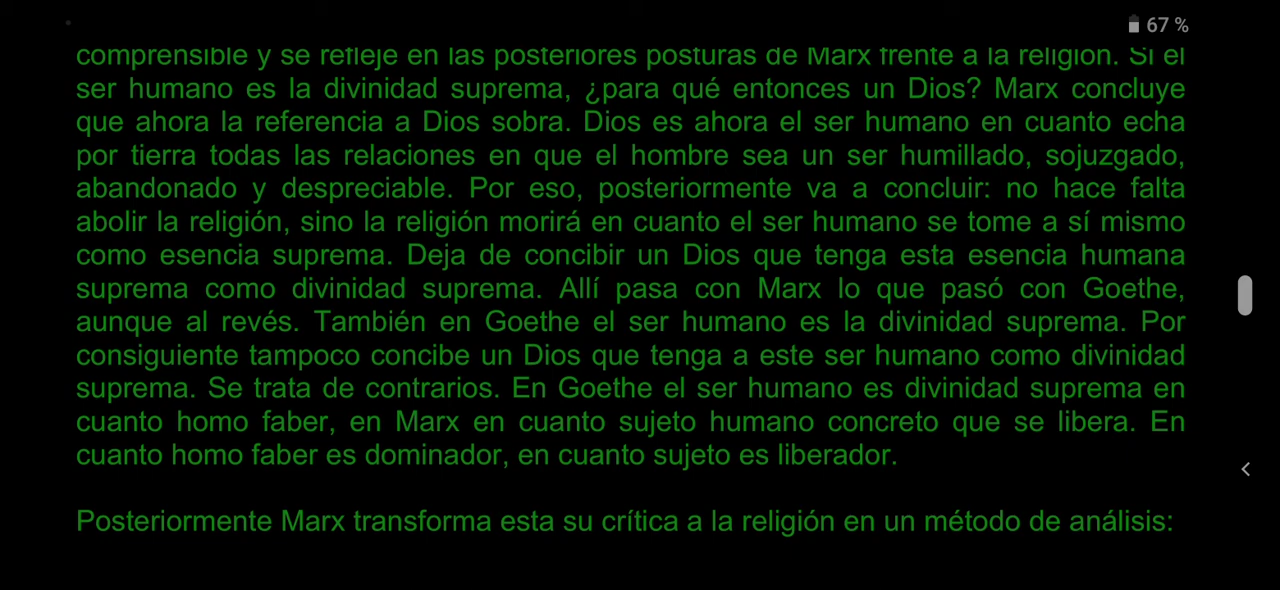 67 %
comprensible y se refleje en las posteriores posturas de Marx frente a la religión. Si el
ser humano es la divinidad suprema, ¿para qué entonces un Dios? Marx concluye
que ahora la referencia a Dios sobra. Dios es ahora el ser humano en cuanto echa
por tierra todas las relaciones en que el hombre sea un ser humillado, sojuzgado,
abandonado y despreciable. Por eso, posteriormente va a concluir: no hace falta
abolir la religión, sino la religión morirá en cuanto el ser humano se tome a sí mismo
como esencia suprema. Deja de concibir un Dios que tenga esta esencia humana
suprema como divinidad suprema. Allí pasa con Marx lo que pasó con Goethe,
aunque al revés. También en Goethe el ser humano es la divinidad suprema. Por
consiguiente tampoco concibe un Dios que tenga a este ser humano como divinidad
suprema. Se trata de contrarios. En Goethe el ser humano es divinidad suprema en
cuanto homo faber, en Marx en cuanto sujeto humano concreto que se libera. En
cuanto homo faber es dominador, en cuanto sujeto es liberador.
Posteriormente Marx transforma esta su crítica a la religión en un método de análisis: